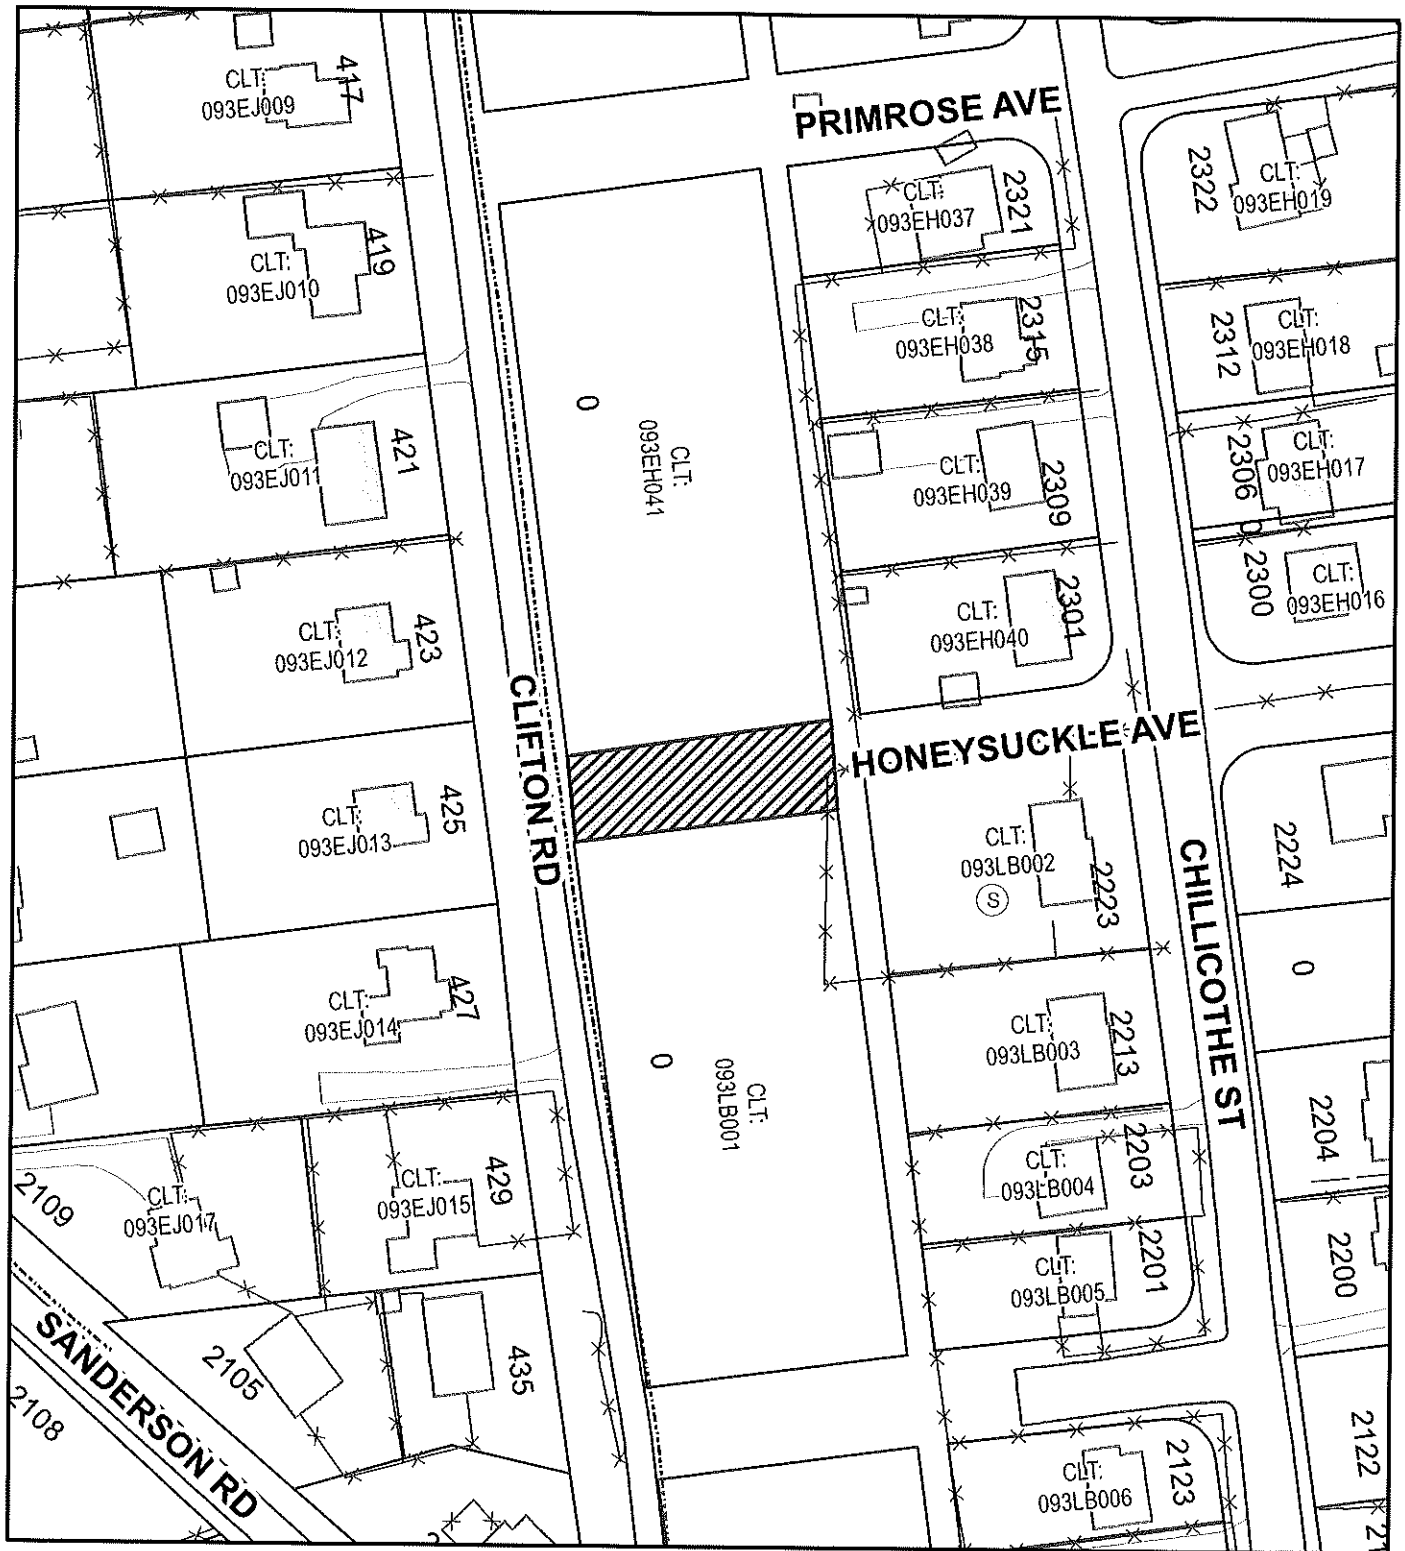 PRIMROSE AVE
417
CLT:
093EJ009
2321
CLT:
093EH037
2322
CLT:
093EH019
419
CLT:
093EJ010
2315
CLT:
093EH038
2312
CLT:
093EH018
0
CLT:
093EH041
421
CLT:
093EJ011
CLT:
093EH039
2309
2306
CLT:
093EH017
2300
CLT:
093EH016
423
CLT:
093EJ012
CLT:
093EH040
2301
CLIFTON RD
HONEYSUCKLE AVE
425
CLT:
093EJ013
CLT:
093LB002
S
2223
2224
CHILLICOTHE ST
0
427
CLT:
093EJ014
0
CLT:
093LB001
CLT:
093LB003
2213
2204
429
CLT:
093EJ015
2109
CLT:
093EJ017
CLT:
093LB004
2203
2201
CLT:
093LB005
2200
SANDERSON RD
2105
435
2108
CLT:
093LB006
2123
2122